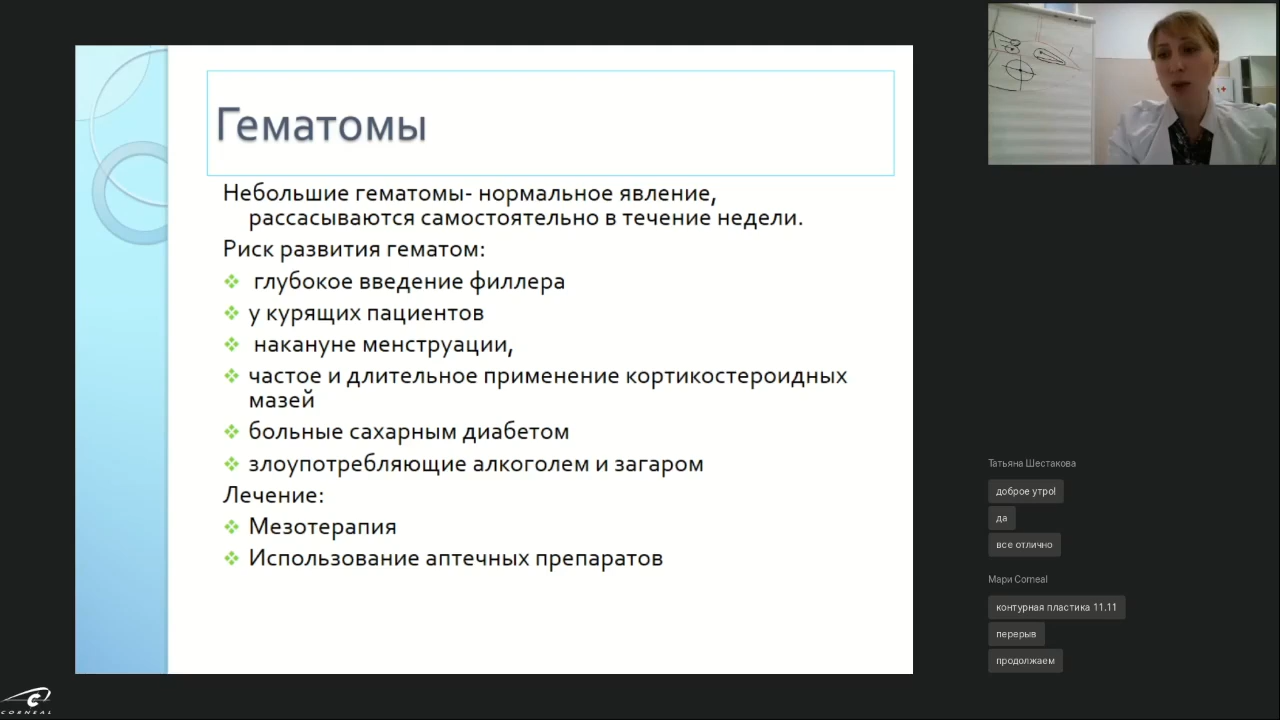 Гематомы
Небольшие гематомы- нормальное явление,
рассасываются самостоятельно в течение недели.
Риск развития гематом:
глубокое введение филлера
у курящих пациентов
накануне менструации,
частое и длительное применение кортикостероидных
мазей
больные сахарным диабетом
злоупотребляющие алкоголем и загаром
Лечение:
Мезотерапия
Использование аптечных препаратов
Татьяна Шестакова
доброе утро!
да
все отлично
Мари Corneal
контурная пластика 11.11
перерыв
продолжаем
CORNEAL